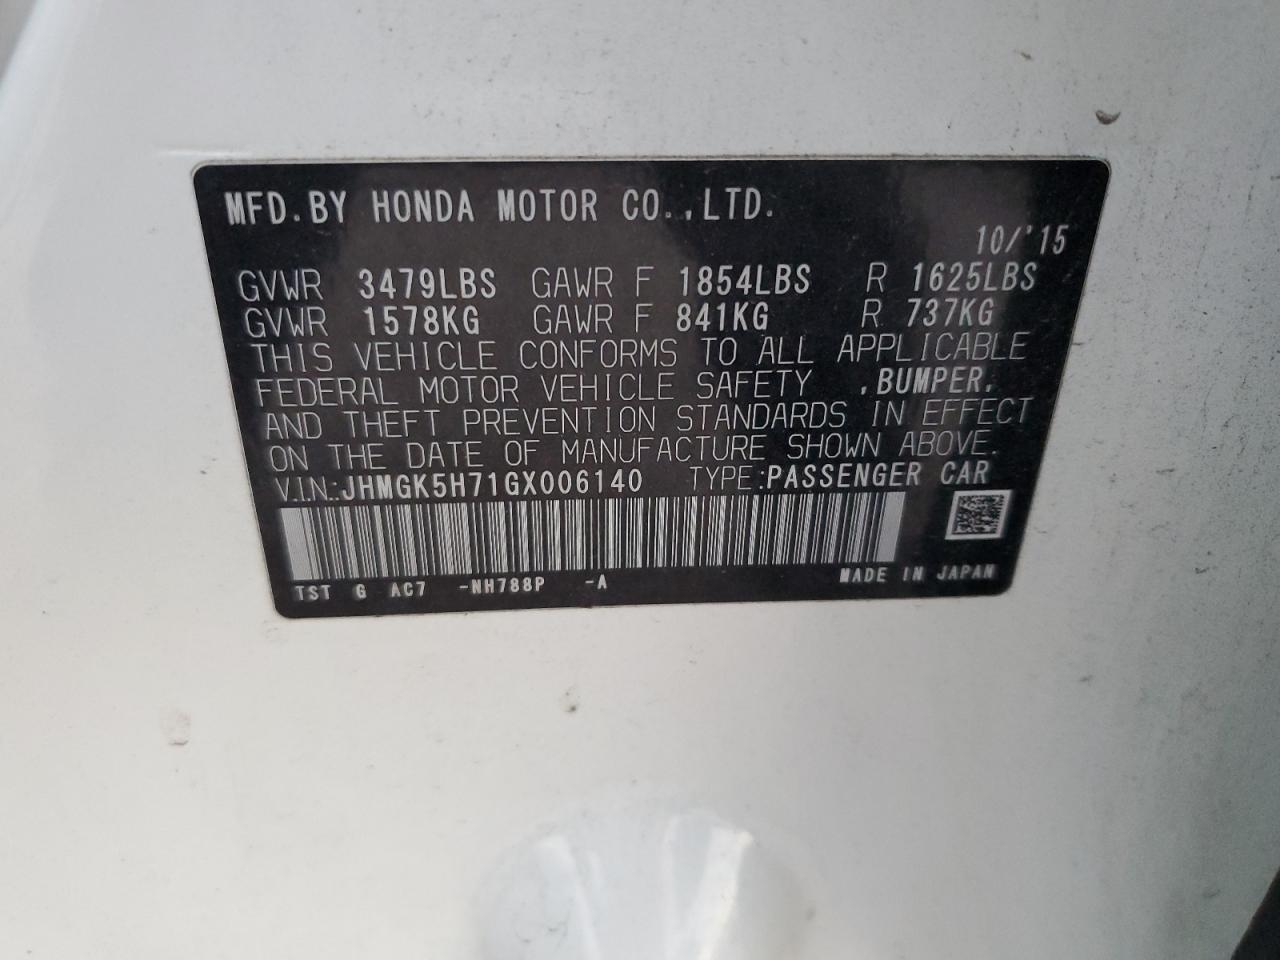 MFD.BY HONDA MOTOR CO.,LTD.
10/'15
GVWR 3479LBS GAWR F 1854LBS R 1625LBS
GVWR 1578KG GAWR F 841KG R 737KG
THIS VEHICLE CONFORMS TO ALL APPLICABLE
FEDERAL MOTOR VEHICLE SAFETY ,BUMPER,
AND THEFT PREVENTION STANDARDS IN EFFECT
ON THE DATE OF MANUFACTURE SHOWN ABOVE.
V.I.N.:JHMGK5H71GX006140 TYPE:PASSENGER CAR
TST G AC7 -NH788P -A MADE IN JAPAN